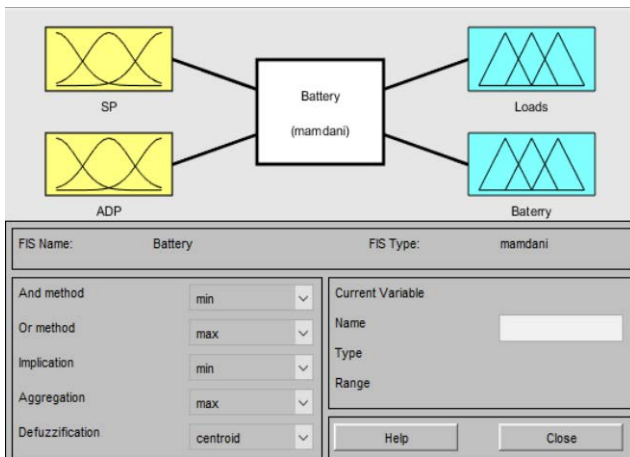 SP
Battery
(mamdani)
Loads
ADP
Baterry
FIS Name: Battery FIS Type: mamdani
And method min
Or method max
Implication min
Aggregation max
Defuzzification centroid
Current Variable
Name
Type
Range
Help Close